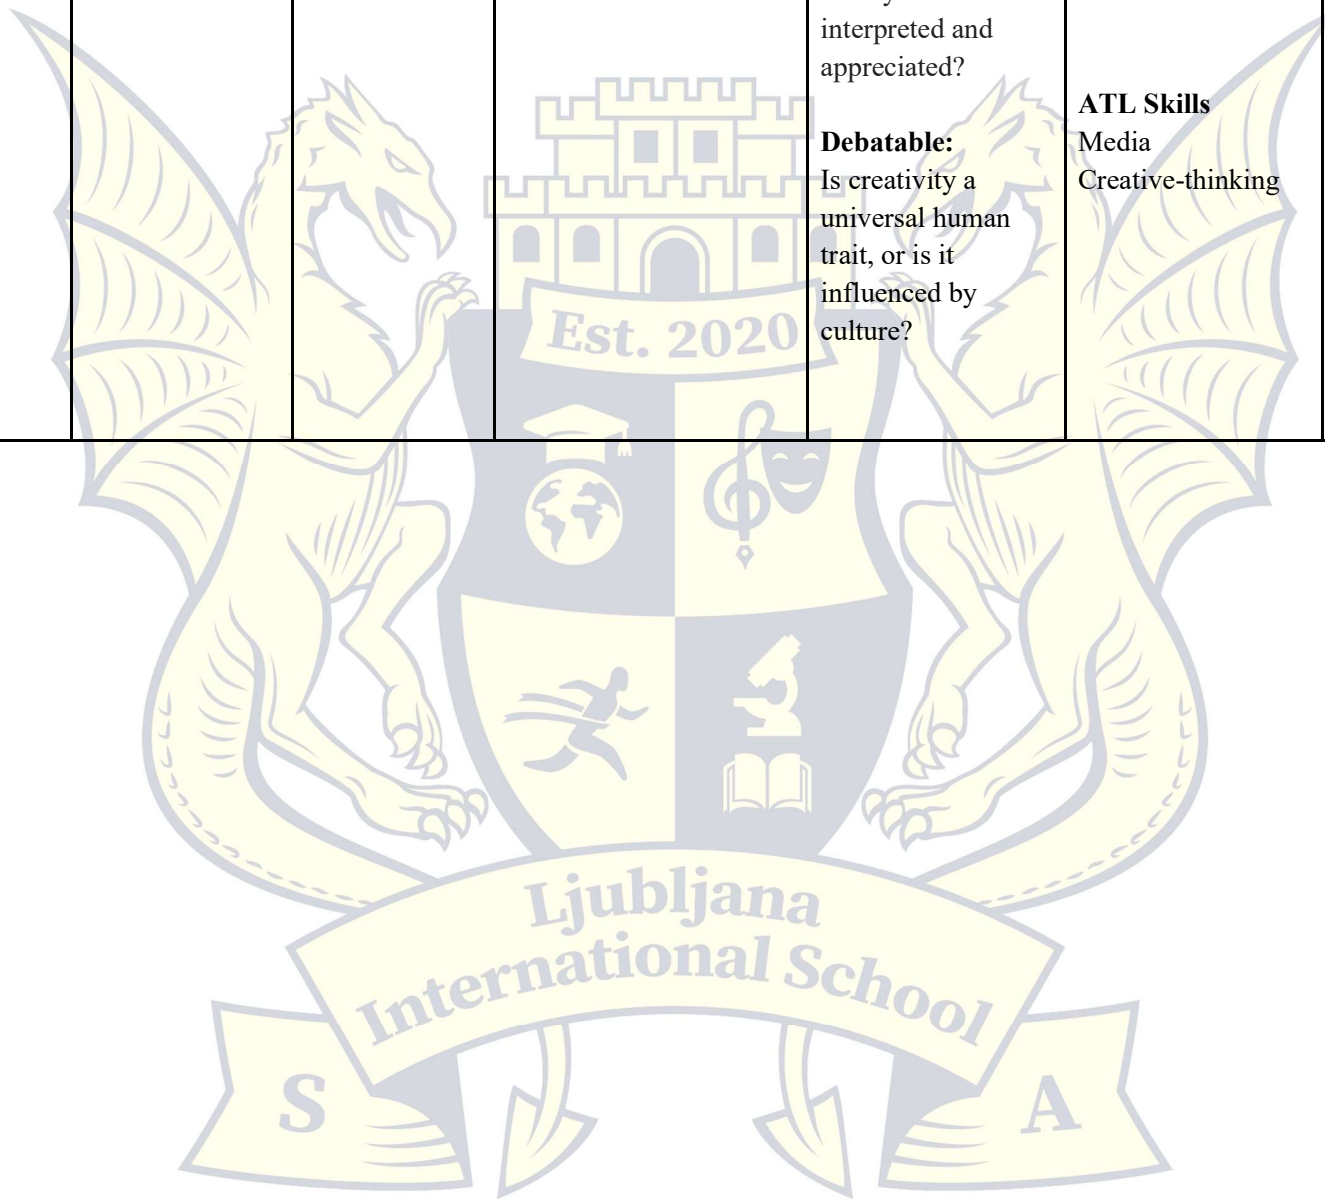 interpreted and
appreciated?
Debatable:
Is creativity a
universal human
trait, or is it
influenced by
culture?
ATL Skills
Media
Creative-thinking
Est. 2020
Ljubljana
International School
S
A